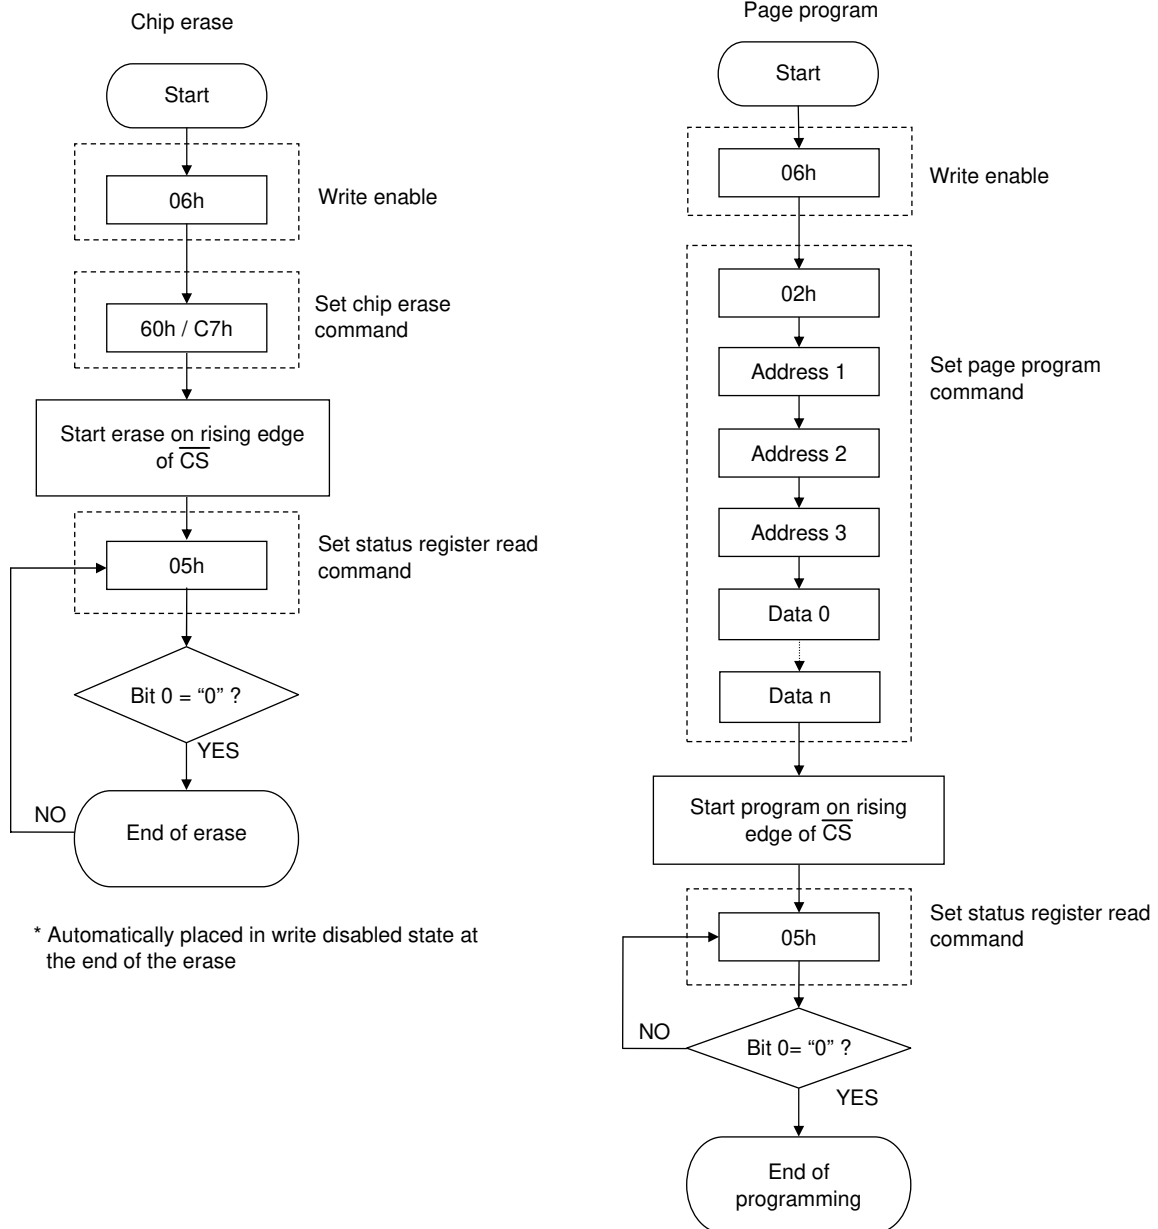 Chip erase
Start
06h
Write enable
60h / C7h
Set chip erase
command
Start erase on rising edge
of C̅S̅
05h
Set status register read
command
Bit 0 = “0” ?
YES
NO
End of erase
* Automatically placed in write disabled state at
the end of the erase
Page program
Start
06h
Write enable
02h
Address 1
Set page program
command
Address 2
Address 3
Data 0
Data n
Start program on rising
edge of C̅S̅
05h
Set status register read
command
NO
Bit 0= “0” ?
YES
End of
programming